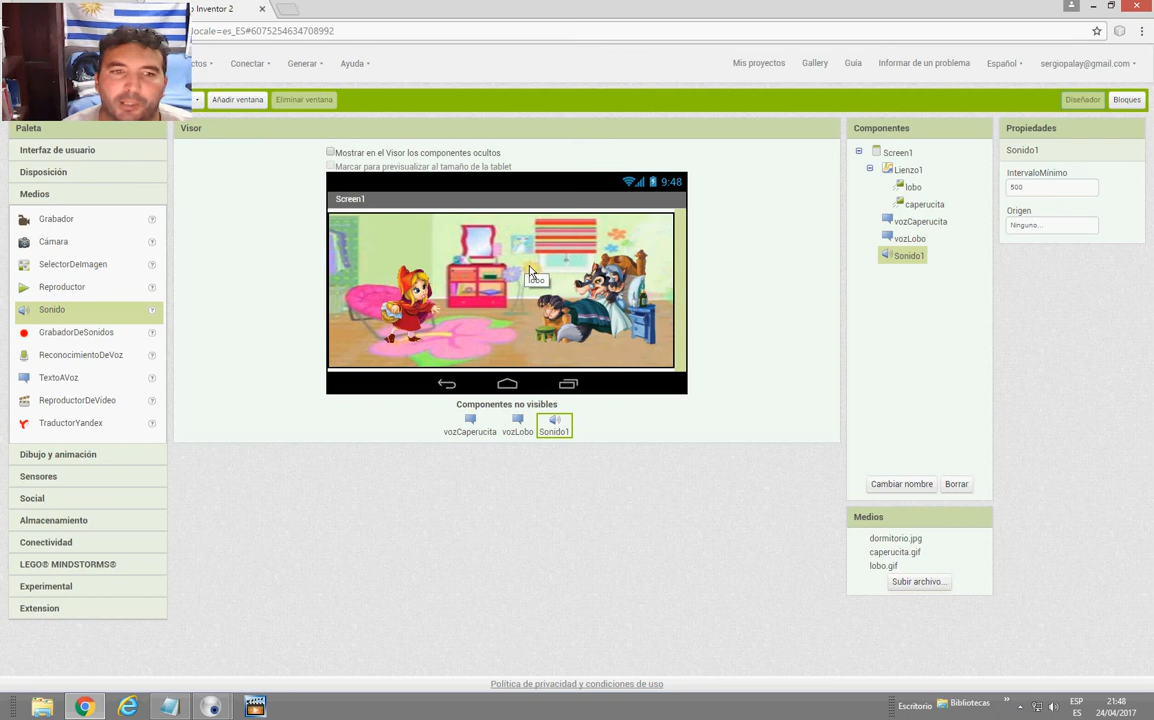 o Inventor 2
locale=es_ES#6075254634708992
ctos Conectar Generar Ayuda Mis proyectos Gallery Guia Informar de un problema Español sergiopalay@gmail.com
Añadir ventana Eliminar ventana Diseñador Bloques
Paleta
Interfaz de usuario
Disposición
Medios
Grabador ?
Cámara ?
SelectorDeImagen ?
Reproductor ?
Sonido ?
GrabadorDeSonidos ?
ReconocimientoDeVoz ?
TextoAVoz ?
ReproductorDeVídeo ?
TraductorYandex ?
Dibujo y animación
Sensores
Social
Almacenamiento
Conectividad
LEGO® MINDSTORMS®
Experimental
Extension
Visor
Mostrar en el Visor los componentes ocultos
Marcar para previsualizar al tamaño de la tablet
9:48
Screen1
lobo
Componentes no visibles
vozCaperucita vozLobo Sonido1
Componentes
Screen1
Lienzo1
lobo
caperucita
vozCaperucita
vozLobo
Sonido1
Cambiar nombre Borrar
Medios
dormitorio.jpg
caperucita.gif
lobo.gif
Subir archivo...
Propiedades
Sonido1
IntervaloMínimo
500
Origen
Ninguno...
Política de privacidad y condiciones de uso
Escritorio Bibliotecas » ESP 21:48
ES 24/04/2017